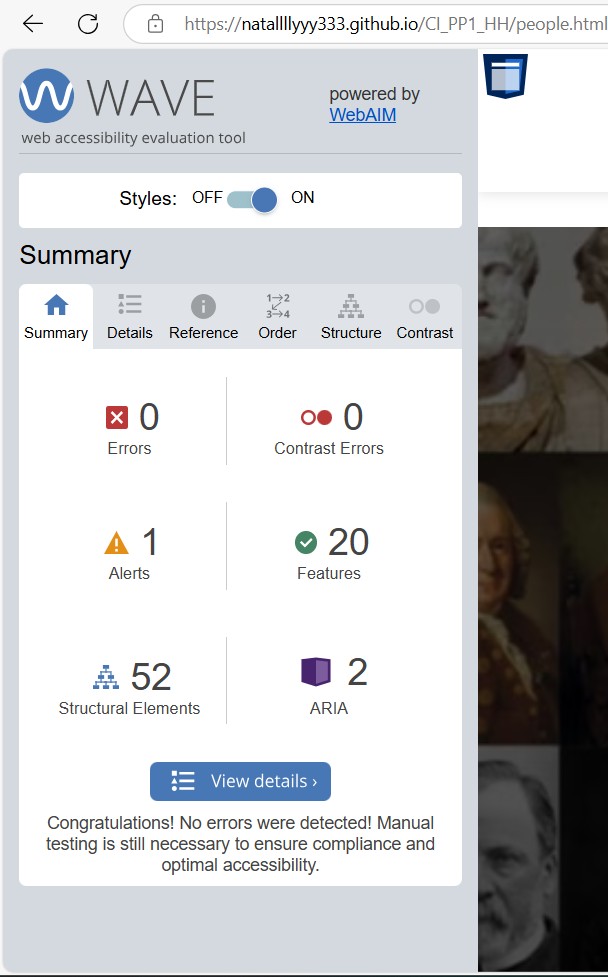 https://natallllyyy333.github.io/CI_PP1_HH/people.html
WAVE
powered by
WebAIM
web accessibility evaluation tool
Styles: OFF ON
Summary
Summary Details Reference Order Structure Contrast
0
Errors
0
Contrast Errors
1
Alerts
20
Features
52
Structural Elements
2
ARIA
View details ›
Congratulations! No errors were detected! Manual
testing is still necessary to ensure compliance and
optimal accessibility.